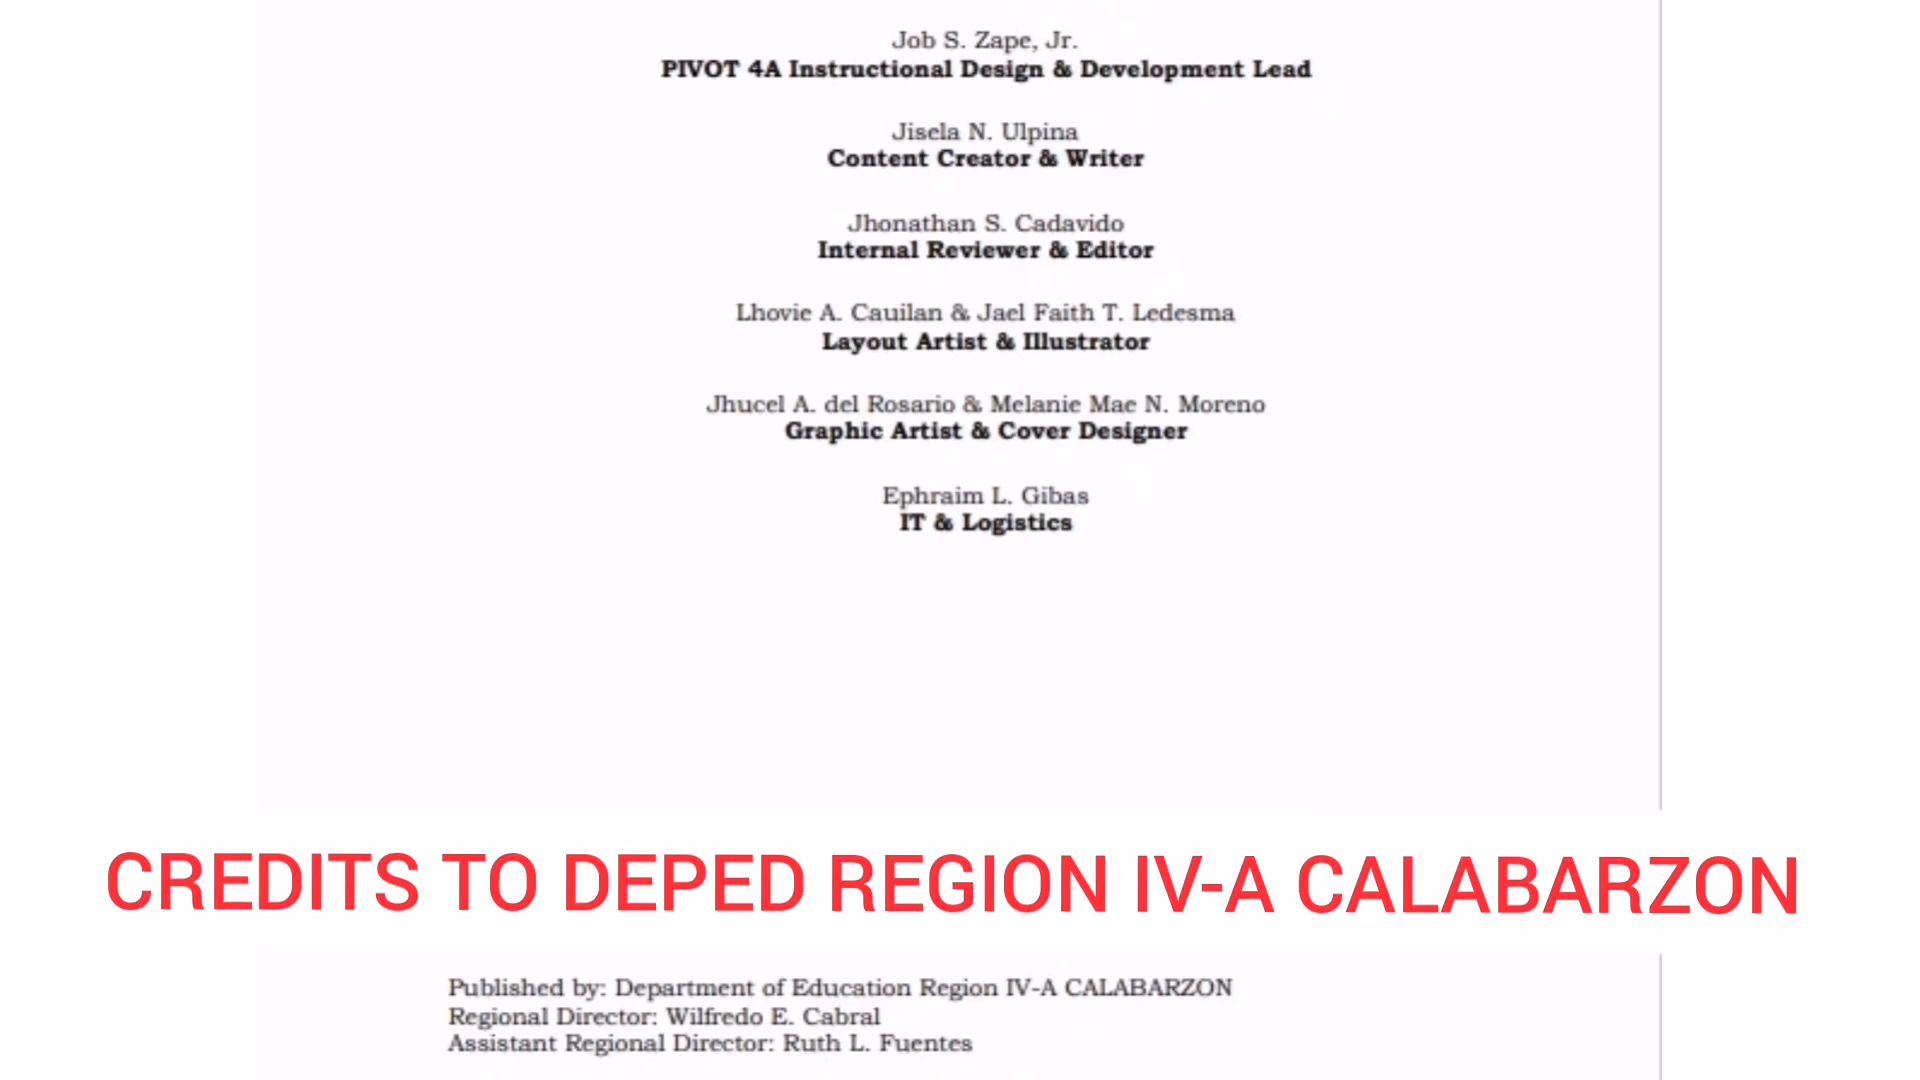 Job S. Zape, Jr.
PIVOT 4A Instructional Design & Development Lead
Jisela N. Ulpina
Content Creator & Writer
Jhonathan S. Cadavido
Internal Reviewer & Editor
Lhovie A. Cauilan & Jael Faith T. Ledesma
Layout Artist & Illustrator
Jhucel A. del Rosario & Melanie Mae N. Moreno
Graphic Artist & Cover Designer
Ephraim L. Gibas
IT & Logistics
CREDITS TO DEPED REGION IV-A CALABARZON
Published by: Department of Education Region IV-A CALABARZON
Regional Director: Wilfredo E. Cabral
Assistant Regional Director: Ruth L. Fuentes